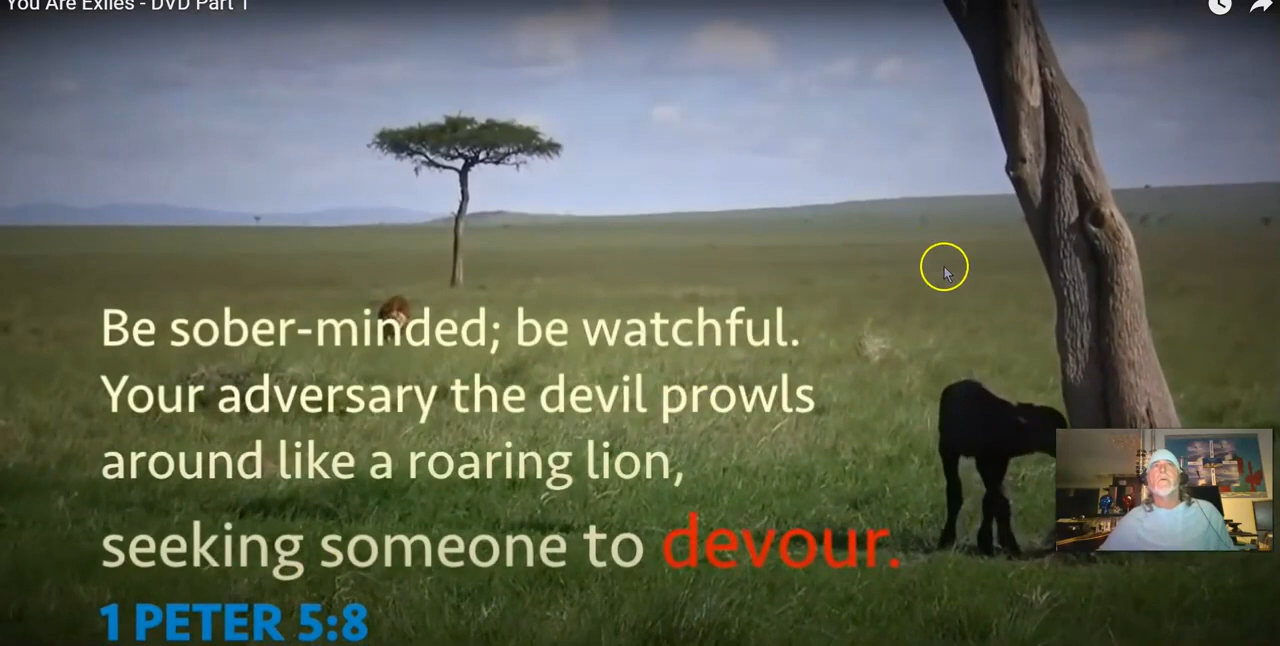 You Are Exiles - DVD Part 1
Be sober-minded; be watchful.
Your adversary the devil prowls
around like a roaring lion,
seeking someone to devour.
1 PETER 5:8